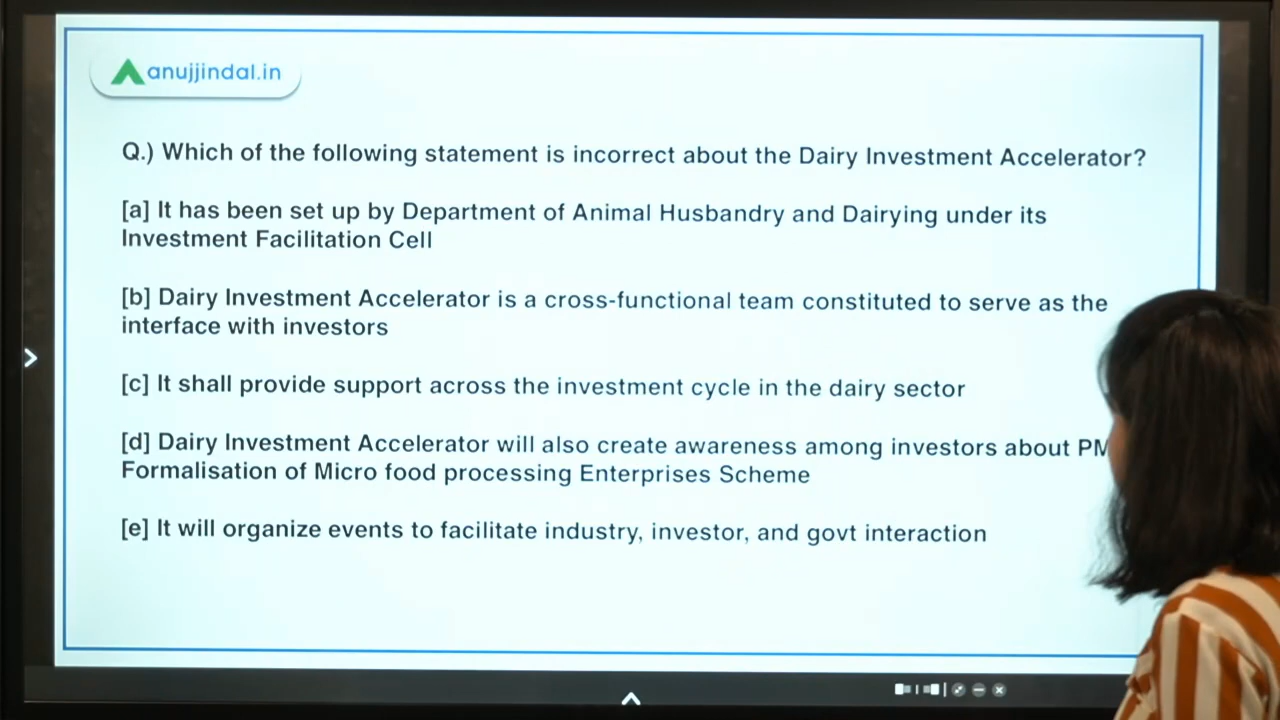 anujjindal.in
Q.) Which of the following statement is incorrect about the Dairy Investment Accelerator?
[a] It has been set up by Department of Animal Husbandry and Dairying under its
Investment Facilitation Cell
[b] Dairy Investment Accelerator is a cross-functional team constituted to serve as the
interface with investors
[c] It shall provide support across the investment cycle in the dairy sector
[d] Dairy Investment Accelerator will also create awareness among investors about
Formalisation of Micro food processing Enterprises Scheme
[e] It will organize events to facilitate industry, investor, and govt interaction